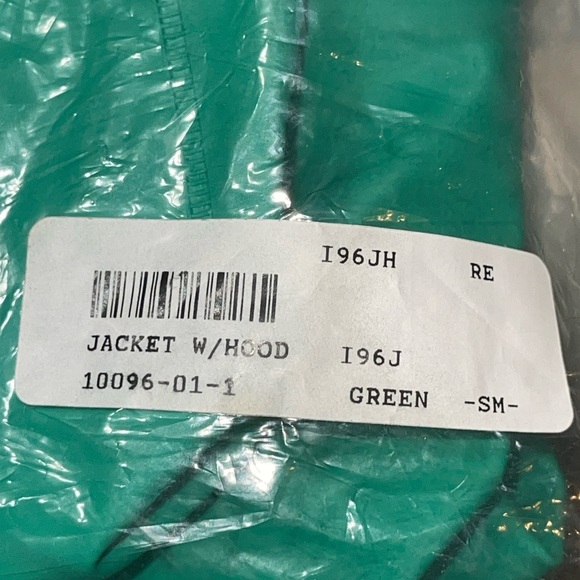 I96JH RE
JACKET W/HOOD I96J
10096-01-1 GREEN -SM-